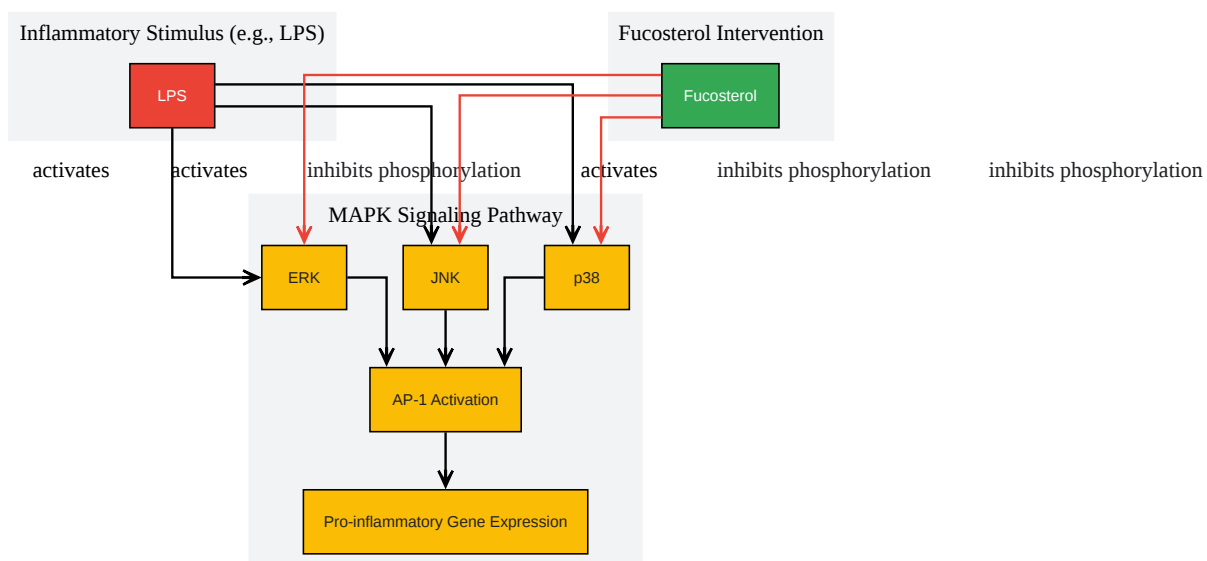 Inflammatory Stimulus (e.g., LPS)
Fucosterol Intervention
LPS
Fucosterol
activates
activates
inhibits phosphorylation
activates
inhibits phosphorylation
inhibits phosphorylation
MAPK Signaling Pathway
ERK
JNK
p38
AP-1 Activation
Pro-inflammatory Gene Expression